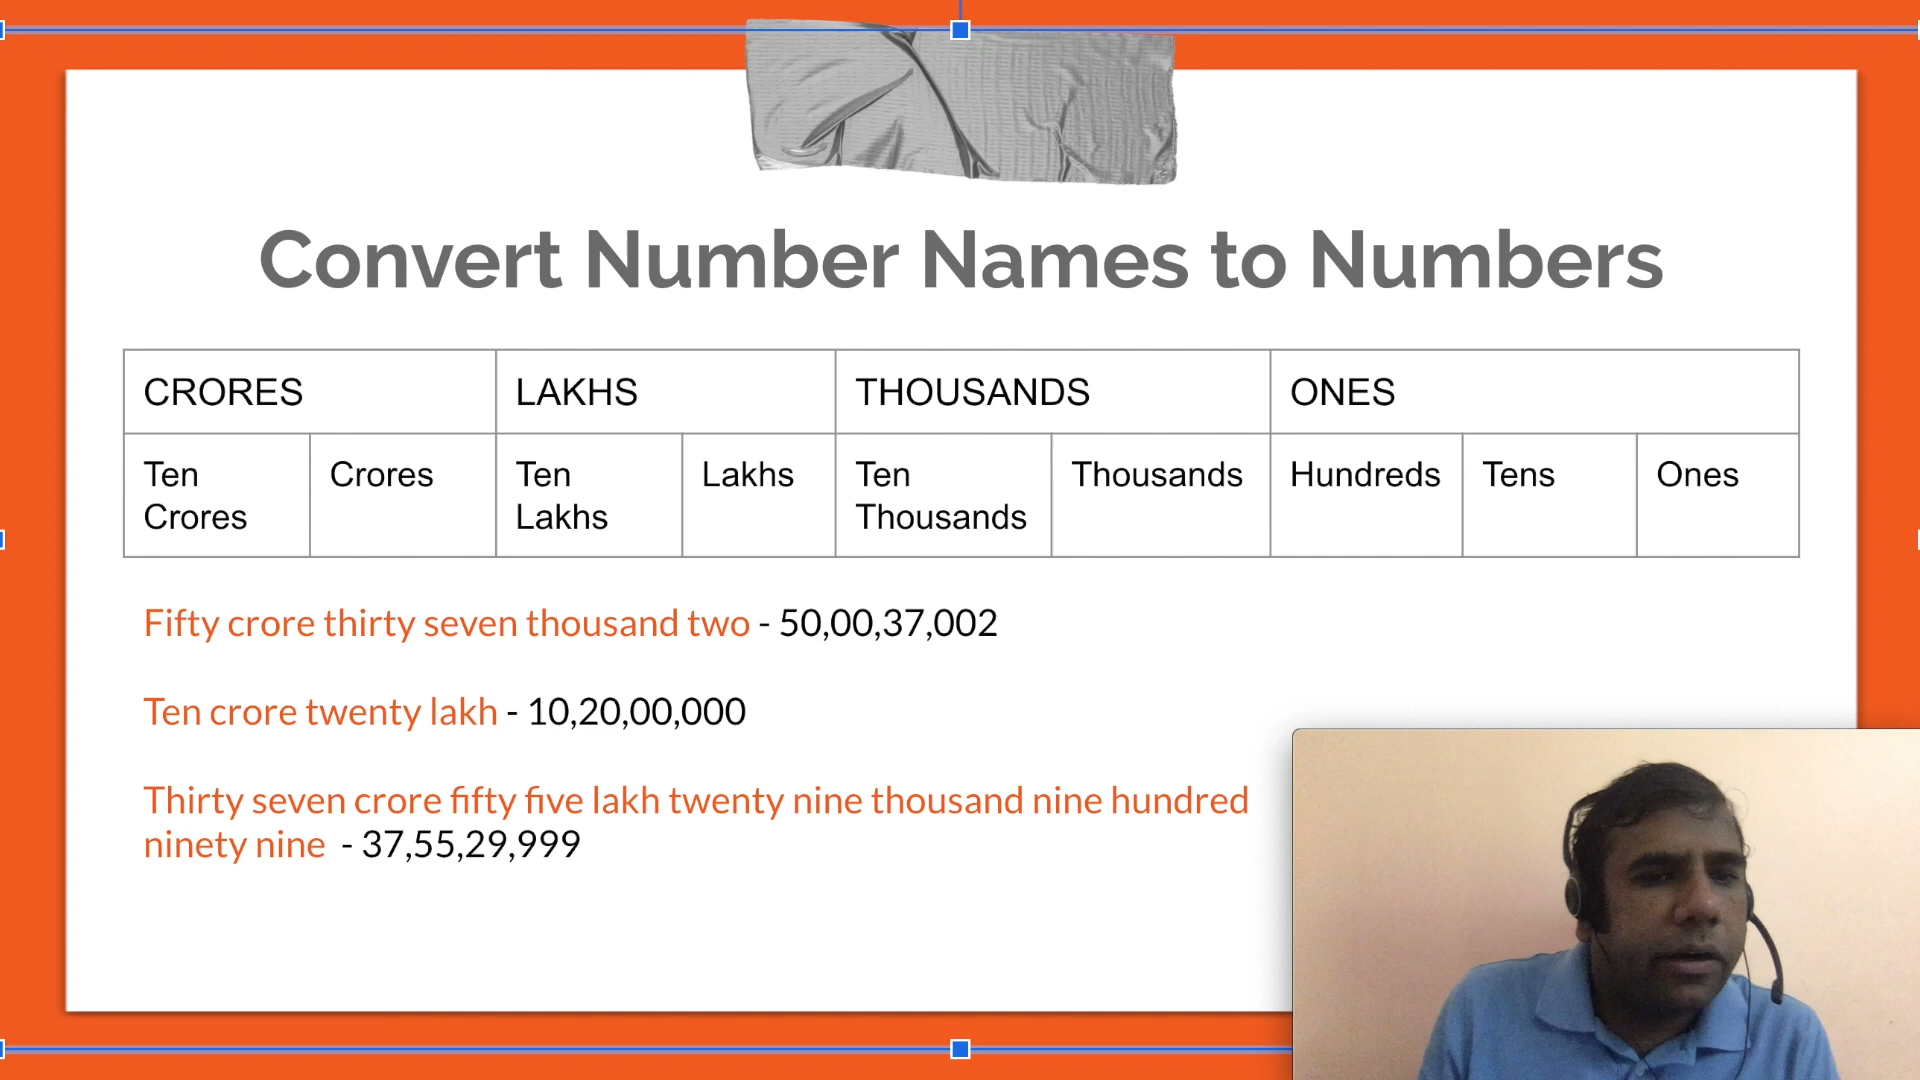 Convert Number Names to Numbers
CRORES LAKHS THOUSANDS ONES
Ten Crores Crores Ten Lakhs Lakhs Ten Thousands Thousands Hundreds Tens Ones
Fifty crore thirty seven thousand two - 50,00,37,002
Ten crore twenty lakh - 10,20,00,000
Thirty seven crore fifty five lakh twenty nine thousand nine hundred
ninety nine - 37,55,29,999